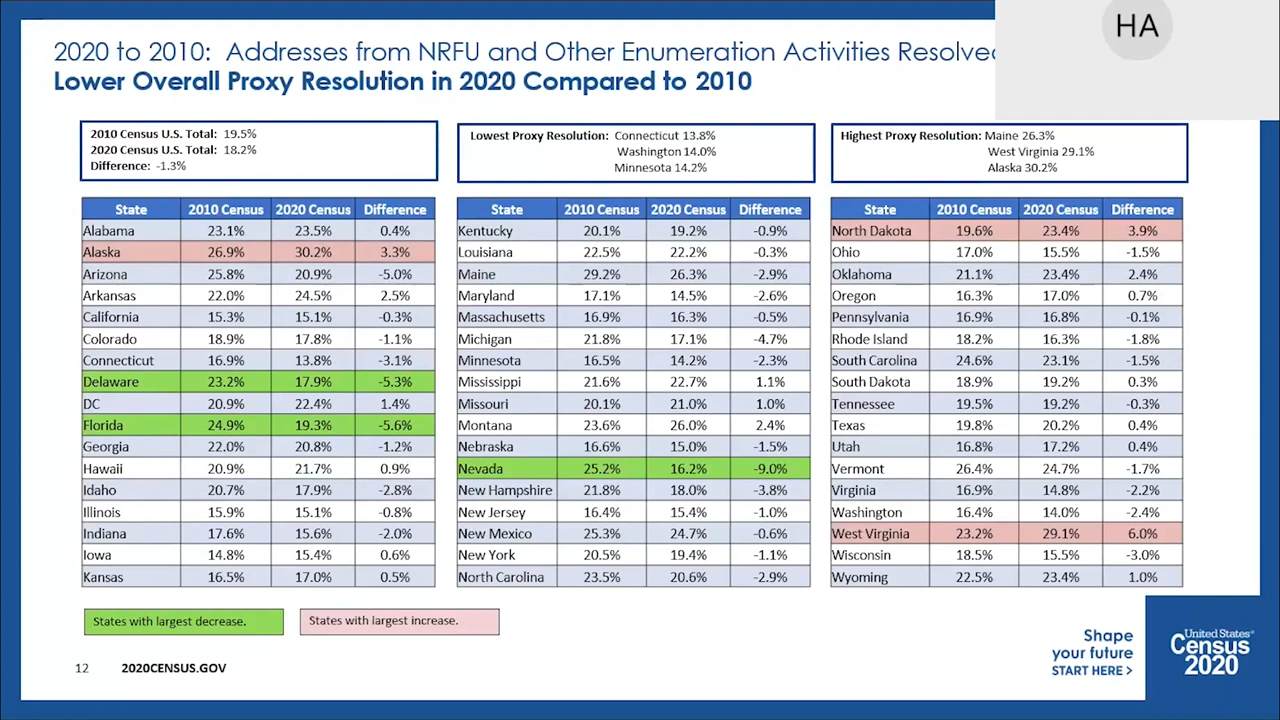 HA
2020 to 2010: Addresses from NRFU and Other Enumeration Activities Resolved
Lower Overall Proxy Resolution in 2020 Compared to 2010
2010 Census U.S. Total: 19.5%
2020 Census U.S. Total: 18.2%
Difference: -1.3%
Lowest Proxy Resolution: Connecticut 13.8%
Washington 14.0%
Minnesota 14.2%
Highest Proxy Resolution: Maine 26.3%
West Virginia 29.1%
Alaska 30.2%
State 2010 Census 2020 Census Difference
Alabama 23.1% 23.5% 0.4%
Alaska 26.9% 30.2% 3.3%
Arizona 25.8% 20.9% -5.0%
Arkansas 22.0% 24.5% 2.5%
California 15.3% 15.1% -0.3%
Colorado 18.9% 17.8% -1.1%
Connecticut 16.9% 13.8% -3.1%
Delaware 23.2% 17.9% -5.3%
DC 20.9% 22.4% 1.4%
Florida 24.9% 19.3% -5.6%
Georgia 22.0% 20.8% -1.2%
Hawaii 20.9% 21.7% 0.9%
Idaho 20.7% 17.9% -2.8%
Illinois 15.9% 15.1% -0.8%
Indiana 17.6% 15.6% -2.0%
Iowa 14.8% 15.4% 0.6%
Kansas 16.5% 17.0% 0.5%
State 2010 Census 2020 Census Difference
Kentucky 20.1% 19.2% -0.9%
Louisiana 22.5% 22.2% -0.3%
Maine 29.2% 26.3% -2.9%
Maryland 17.1% 14.5% -2.6%
Massachusetts 16.9% 16.3% -0.5%
Michigan 21.8% 17.1% -4.7%
Minnesota 16.5% 14.2% -2.3%
Mississippi 21.6% 22.7% 1.1%
Missouri 20.1% 21.0% 1.0%
Montana 23.6% 26.0% 2.4%
Nebraska 16.6% 15.0% -1.5%
Nevada 25.2% 16.2% -9.0%
New Hampshire 21.8% 18.0% -3.8%
New Jersey 16.4% 15.4% -1.0%
New Mexico 25.3% 24.7% -0.6%
New York 20.5% 19.4% -1.1%
North Carolina 23.5% 20.6% -2.9%
State 2010 Census 2020 Census Difference
North Dakota 19.6% 23.4% 3.9%
Ohio 17.0% 15.5% -1.5%
Oklahoma 21.1% 23.4% 2.4%
Oregon 16.3% 17.0% 0.7%
Pennsylvania 16.9% 16.8% -0.1%
Rhode Island 18.2% 16.3% -1.8%
South Carolina 24.6% 23.1% -1.5%
South Dakota 18.9% 19.2% 0.3%
Tennessee 19.5% 19.2% -0.3%
Texas 19.8% 20.2% 0.4%
Utah 16.8% 17.2% 0.4%
Vermont 26.4% 24.7% -1.7%
Virginia 16.9% 14.8% -2.2%
Washington 16.4% 14.0% -2.4%
West Virginia 23.2% 29.1% 6.0%
Wisconsin 18.5% 15.5% -3.0%
Wyoming 22.5% 23.4% 1.0%
States with largest decrease.
States with largest increase.
12 2020CENSUS.GOV
Shape
your future
START HERE >
United States®
Census
2020